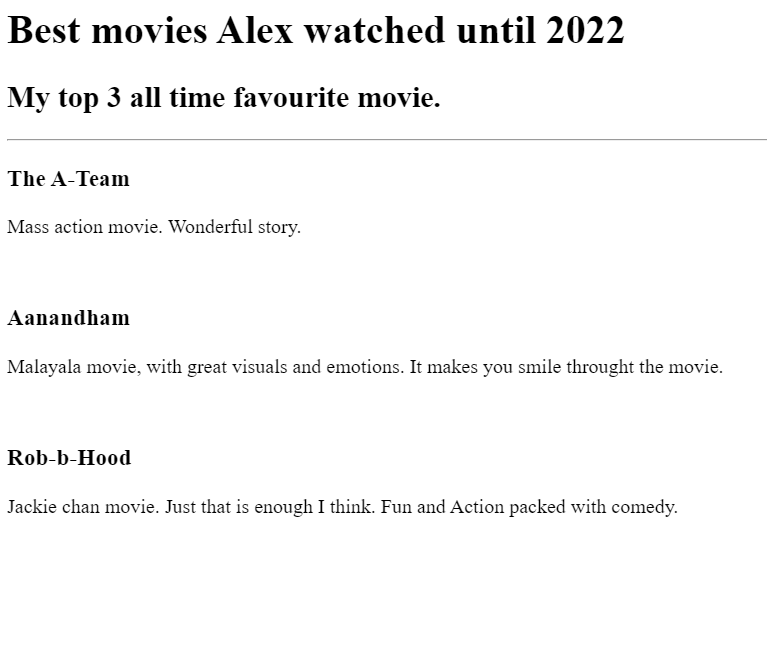 Best movies Alex watched until 2022
My top 3 all time favourite movie.
The A-Team
Mass action movie. Wonderful story.
Aanandham
Malayala movie, with great visuals and emotions. It makes you smile throught the movie.
Rob-b-Hood
Jackie chan movie. Just that is enough I think. Fun and Action packed with comedy.